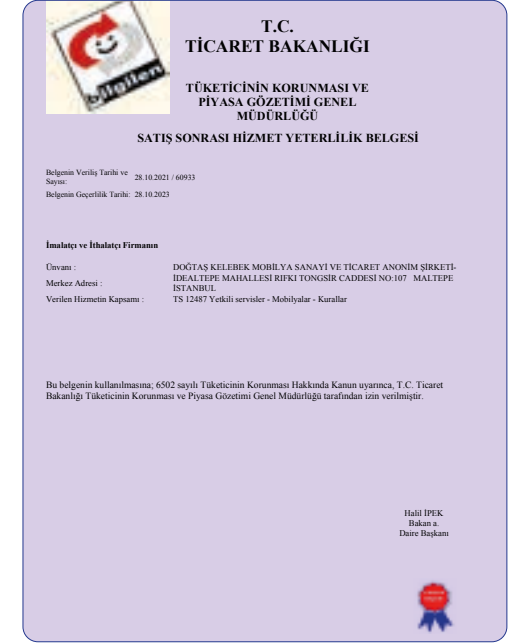 bilgilen
T.C.
TİCARET BAKANLIĞI
TÜKETİCİNİN KORUNMASI VE
PİYASA GÖZETİMİ GENEL
MÜDÜRLÜĞÜ
SATIŞ SONRASI HİZMET YETERLİLİK BELGESİ
Belgenin Veriliş Tarihi ve
Sayısı: 28.10.2021 / 60933
Belgenin Geçerlilik Tarihi: 28.10.2023
İmalatçı ve İthalatçı Firmanın
Ünvanı : DOĞTAŞ KELEBEK MOBİLYA SANAYİ VE TİCARET ANONİM ŞİRKETİ-
Merkez Adresi : İDEALTEPE MAHALLESİ RIFKI TONGSİR CADDESİ NO:107 MALTEPE
İSTANBUL
Verilen Hizmetin Kapsamı : TS 12487 Yetkili servisler - Mobilyalar - Kurallar
Bu belgenin kullanılmasına; 6502 sayılı Tüketicinin Korunması Hakkında Kanun uyarınca, T.C. Ticaret
Bakanlığı Tüketicinin Korunması ve Piyasa Gözetimi Genel Müdürlüğü tarafından izin verilmiştir.
Halil İPEK
Bakan a.
Daire Başkanı